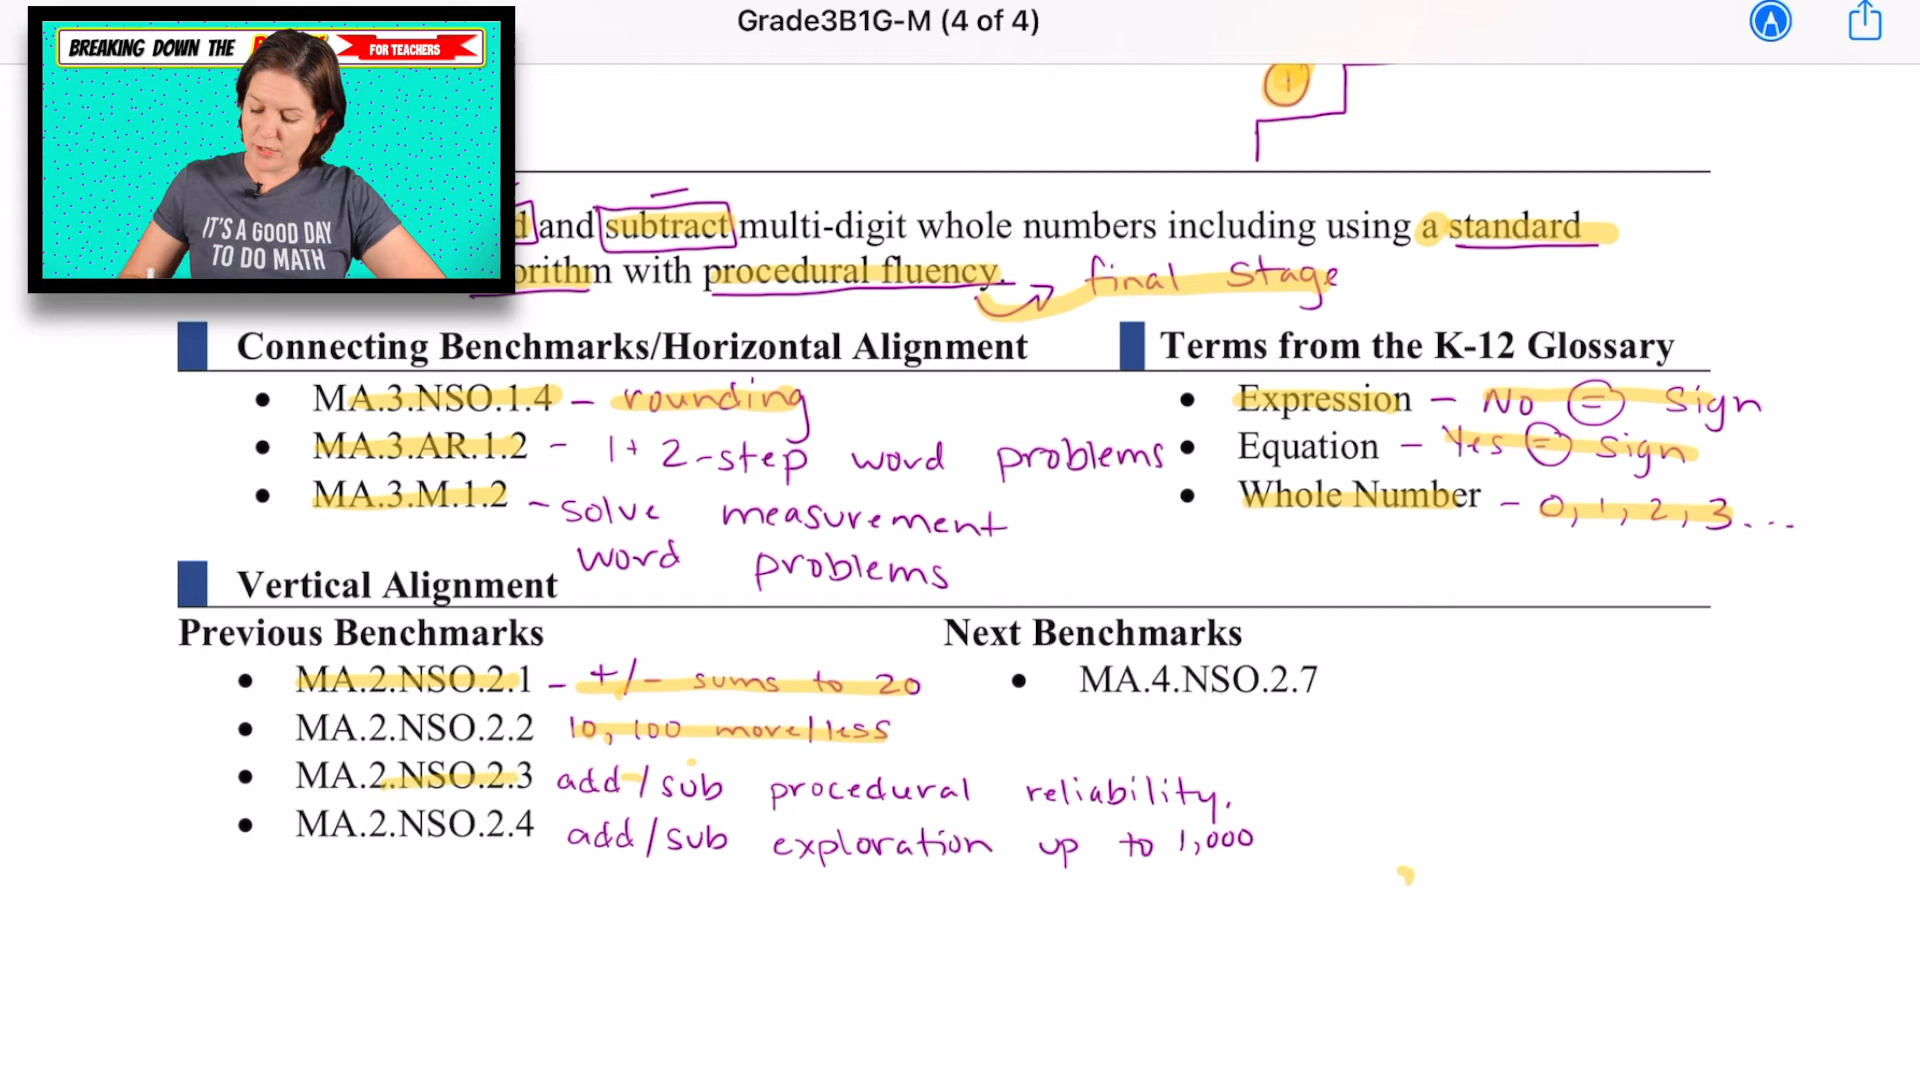 Grade3B1G-M (4 of 4)
BREAKING DOWN THE
FOR TEACHERS
IT'S A GOOD DAY
TO DO MATH
1
and subtract multi-digit whole numbers including using a standard
orithm with procedural fluency. final stage
Connecting Benchmarks/Horizontal Alignment
MA.3.NSO.1.4 – rounding
MA.3.AR.1.2 – 1+2-step word problems
MA.3.M.1.2 – solve measurement
word problems
Terms from the K-12 Glossary
Expression – No = Sign
Equation – Yes = Sign
Whole Number – 0, 1, 2, 3...
Vertical Alignment
Previous Benchmarks
MA.2.NSO.2.1 – +/– sums to 20
MA.2.NSO.2.2 10, 100 more/less
MA.2.NSO.2.3 add/sub procedural reliability.
MA.2.NSO.2.4 add/sub exploration up to 1,000
Next Benchmarks
MA.4.NSO.2.7